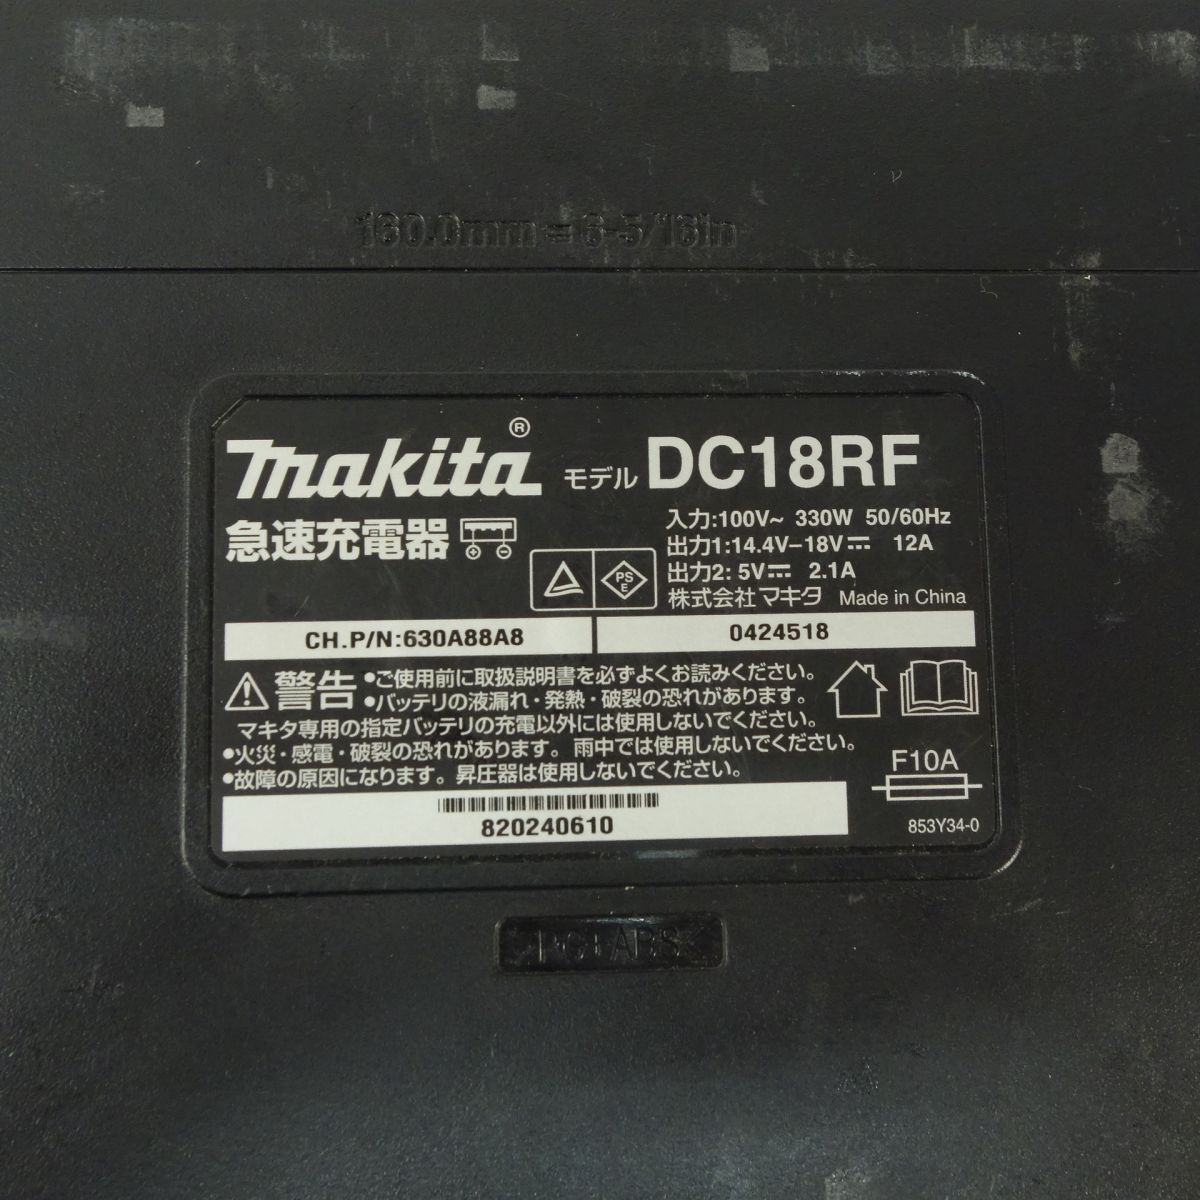 160.0mm = 6-5/16in
makita ® モデル DC18RF
急速充電器
入力:100V~ 330W 50/60Hz
出力1:14.4V–18V⎓ 12A
出力2: 5V⎓ 2.1A
PSE
株式会社マキタ Made in China
CH.P/N:630A88A8 0424518
警告 •ご使用前に取扱説明書を必ずよくお読みください。
•バッテリの液漏れ・発熱・破裂の恐れがあります。
マキタ専用の指定バッテリの充電以外には使用しないでください。
•火災・感電・破裂の恐れがあります。雨中では使用しないでください。
•故障の原因になります。昇圧器は使用しないでください。
F10A
820240610
853Y34-0
>PC+ABS<